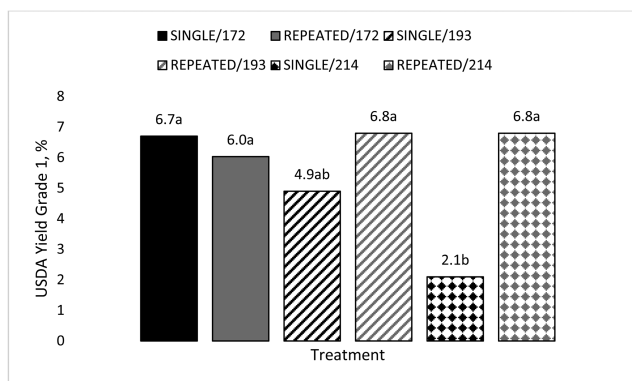 SINGLE/172 REPEATED/172 SINGLE/193
REPEATED/193 SINGLE/214 REPEATED/214
USDA Yield Grade 1, %
8
7
6
5
4
3
2
1
0
6.7a
6.0a
4.9ab
6.8a
2.1b
6.8a
Treatment